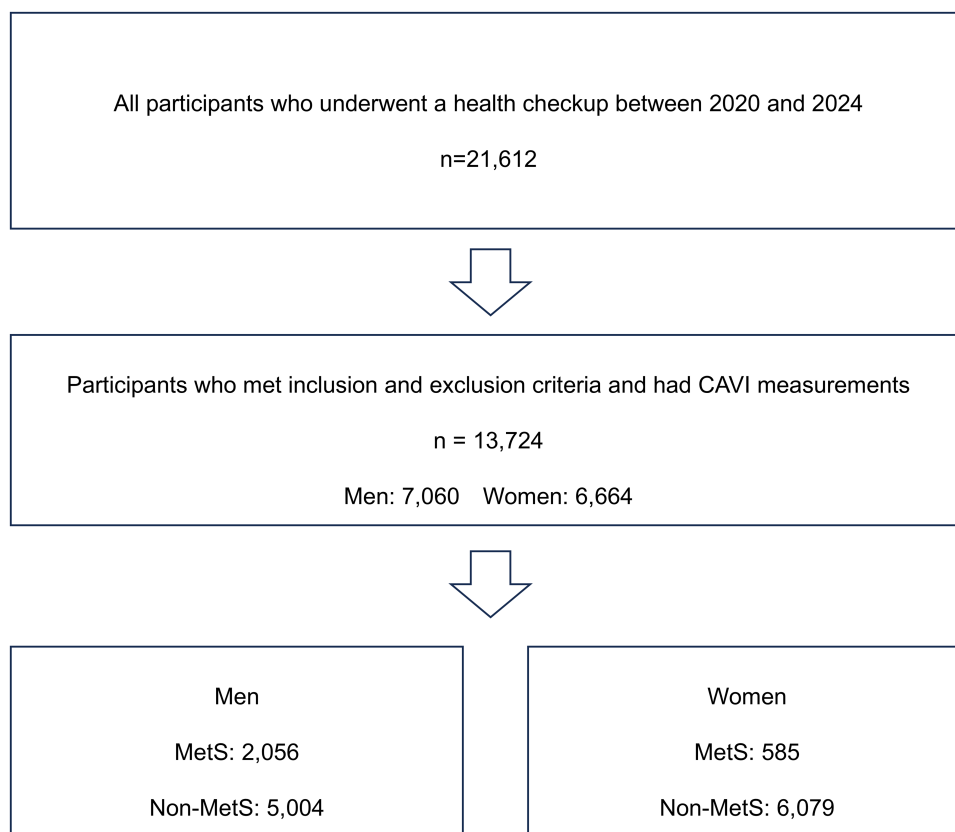 All participants who underwent a health checkup between 2020 and 2024
n=21,612
Participants who met inclusion and exclusion criteria and had CAVI measurements
n = 13,724
Men: 7,060 Women: 6,664
Men
MetS: 2,056
Non-MetS: 5,004
Women
MetS: 585
Non-MetS: 6,079